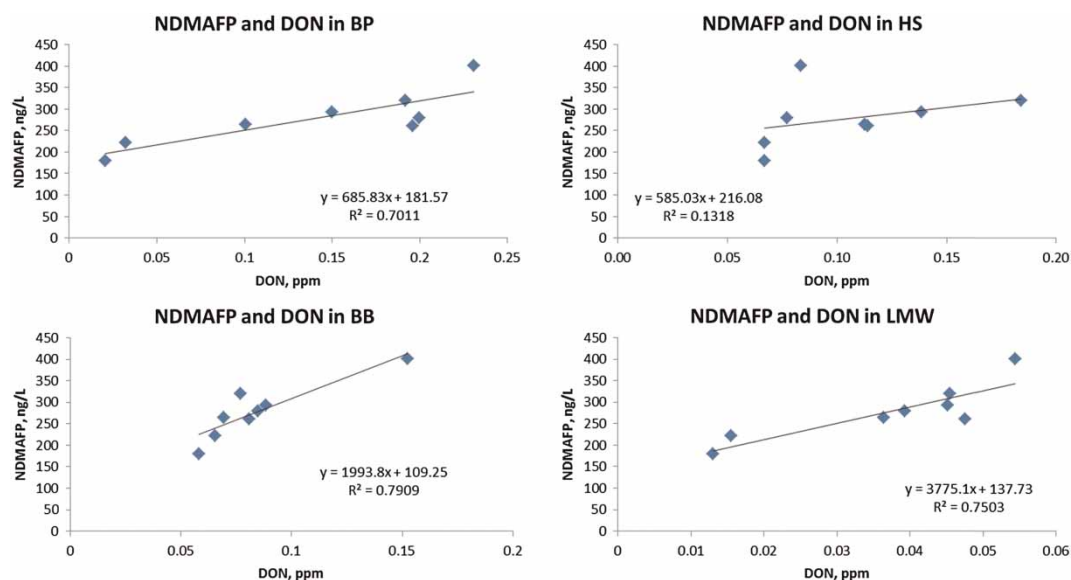 NDMAFP and DON in BP
NDMAFP, ng/L
450
400
350
300
250
200
150
100
50
0
y = 685.83x + 181.57
R² = 0.7011
0 0.05 0.1 0.15 0.2 0.25
DON, ppm
NDMAFP and DON in HS
NDMAFP, ng/L
450
400
350
300
250
200
150
100
50
0
y = 585.03x + 216.08
R² = 0.1318
0.00 0.05 0.10 0.15 0.20
DON, ppm
NDMAFP and DON in BB
NDMAFP, ng/L
450
400
350
300
250
200
150
100
50
0
y = 1993.8x + 109.25
R² = 0.7909
0 0.05 0.1 0.15 0.2
DON, ppm
NDMAFP and DON in LMW
NDMAFP, ng/L
450
400
350
300
250
200
150
100
50
0
y = 3775.1x + 137.73
R² = 0.7503
0 0.01 0.02 0.03 0.04 0.05 0.06
DON, ppm